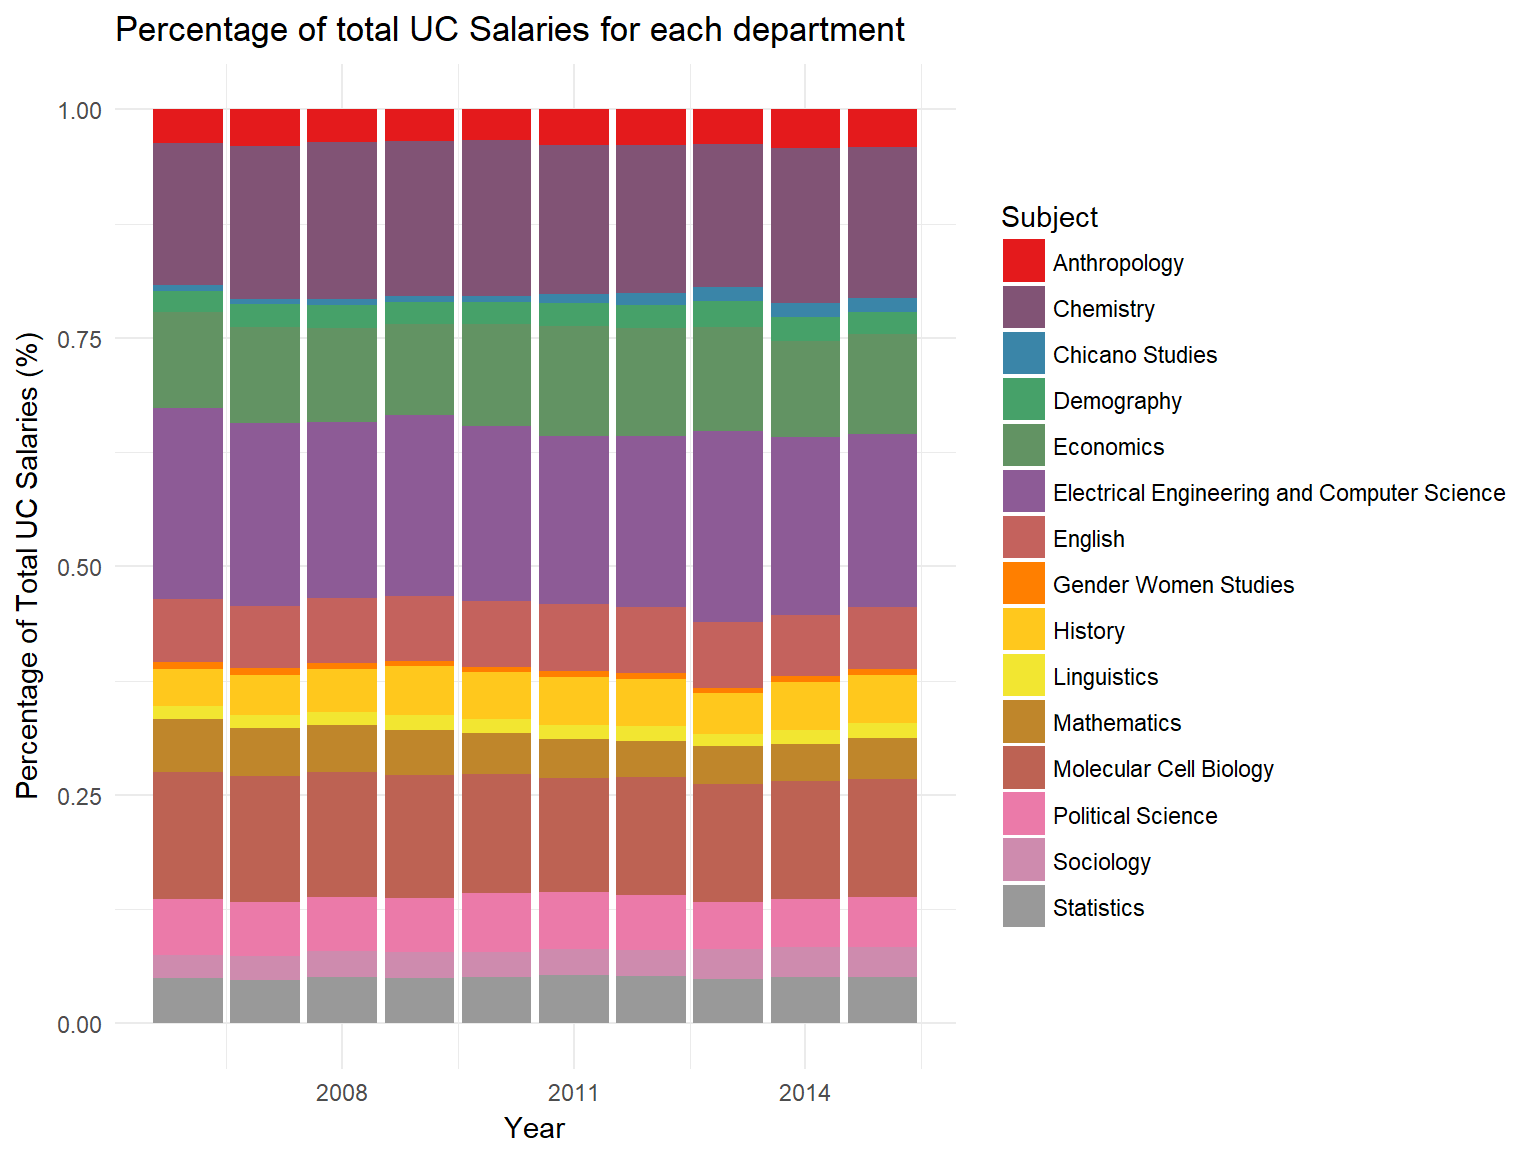 Percentage of total UC Salaries for each department
Percentage of Total UC Salaries (%)
1.00
0.75
0.50
0.25
0.00
2008
2011
2014
Year
Subject
Anthropology
Chemistry
Chicano Studies
Demography
Economics
Electrical Engineering and Computer Science
English
Gender Women Studies
History
Linguistics
Mathematics
Molecular Cell Biology
Political Science
Sociology
Statistics